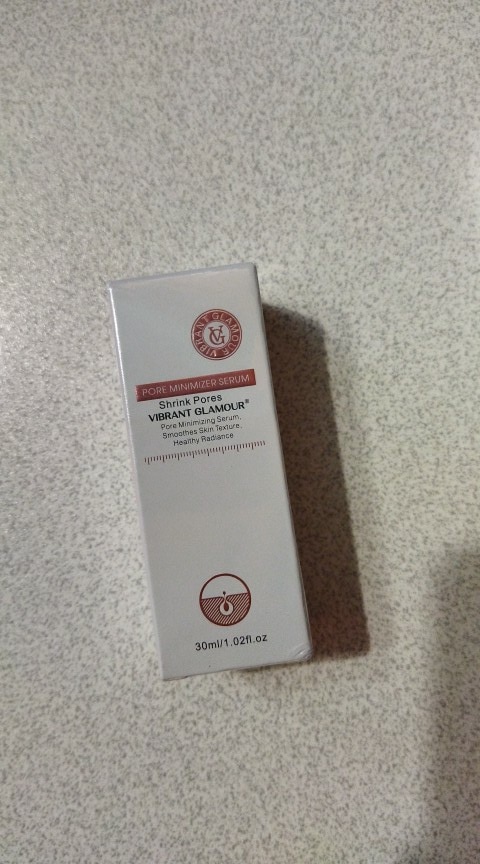 VIBRANT GLAMOUR
VG
PORE MINIMIZER SERUM
Shrink Pores
VIBRANT GLAMOUR®
Pore Minimizing Serum,
Smoothes Skin Texture,
Healthy Radiance
30ml/1.02fl.oz